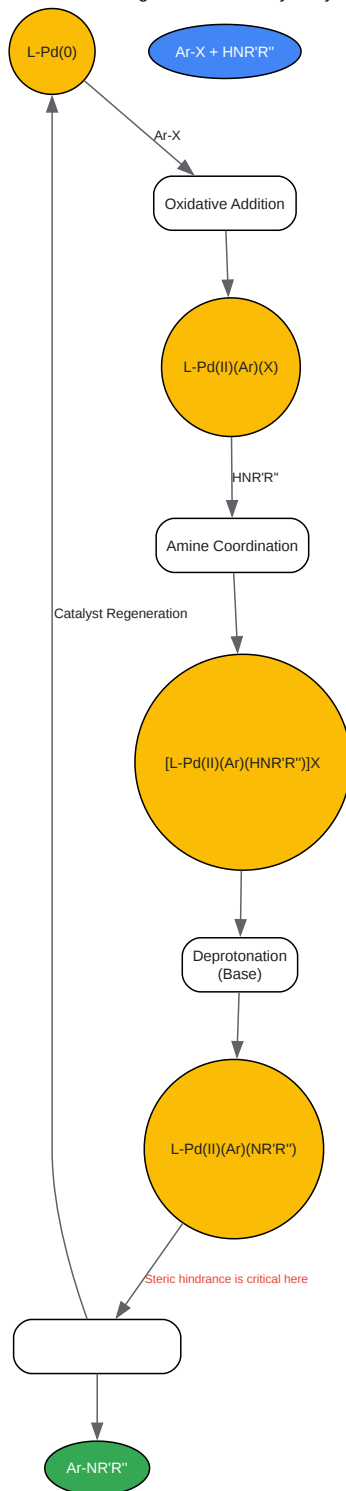 L-Pd(0)
Ar-X + HNR'R"
Ar-X
Oxidative Addition
L-Pd(II)(Ar)(X)
HNR'R"
Amine Coordination
Catalyst Regeneration
[L-Pd(II)(Ar)(HNR'R")]X
Deprotonation
(Base)
L-Pd(II)(Ar)(NR'R")
Steric hindrance is critical here
Ar-NR'R"